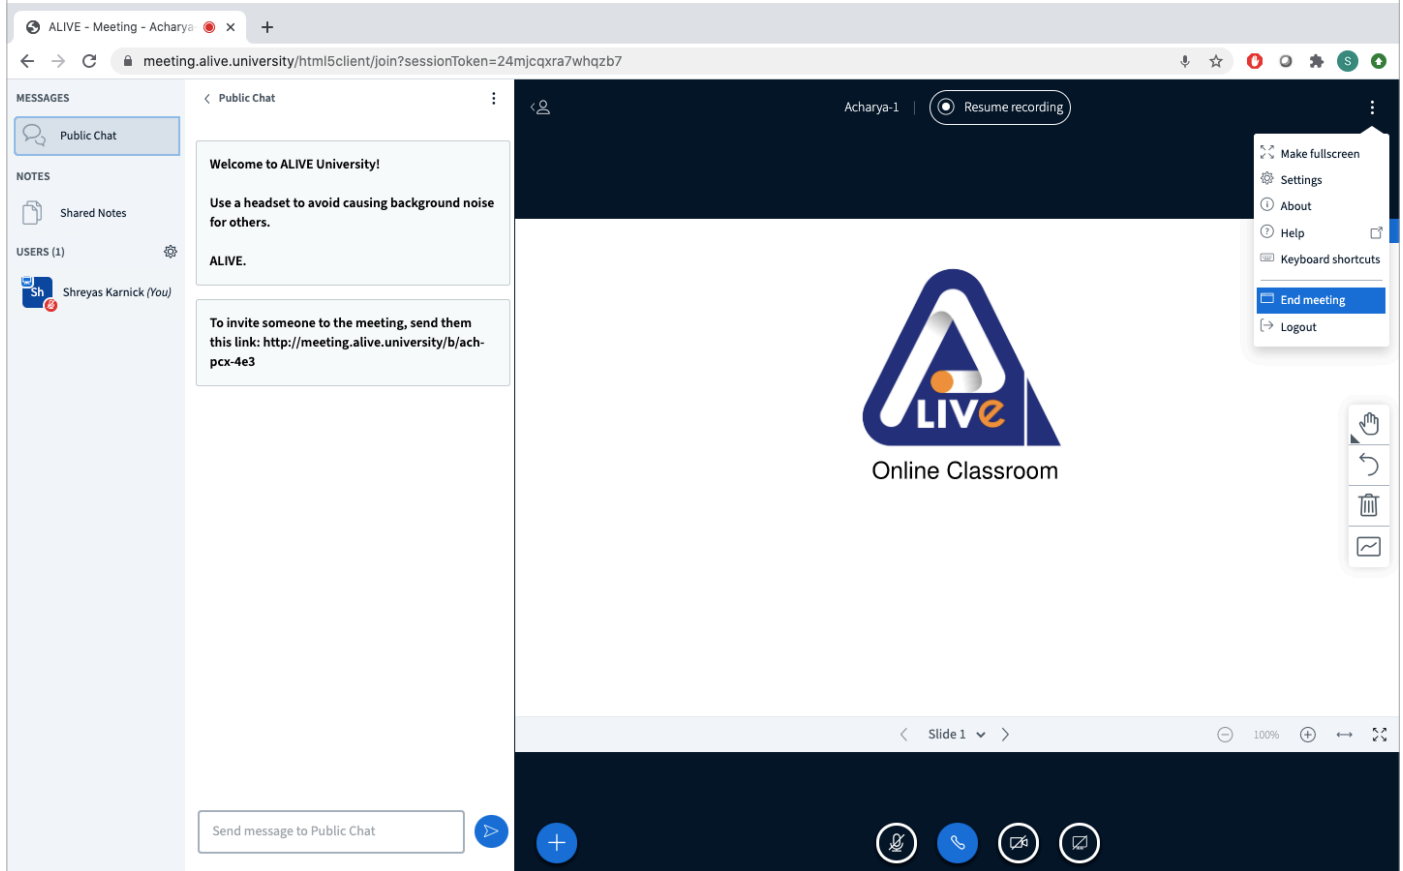 ALIVE - Meeting - Acharya
meeting.alive.university/html5client/join?sessionToken=24mjcqxra7whqzb7
S
MESSAGES
Public Chat
NOTES
Shared Notes
USERS (1)
Sh
Shreyas Karnick (You)
Public Chat
Welcome to ALIVE University!
Use a headset to avoid causing background noise
for others.
ALIVE.
To invite someone to the meeting, send them
this link: http://meeting.alive.university/b/ach-
pcx-4e3
Send message to Public Chat
Acharya-1
Resume recording
Make fullscreen
Settings
About
Help
Keyboard shortcuts
End meeting
Logout
LIVe
Online Classroom
Slide 1
100%